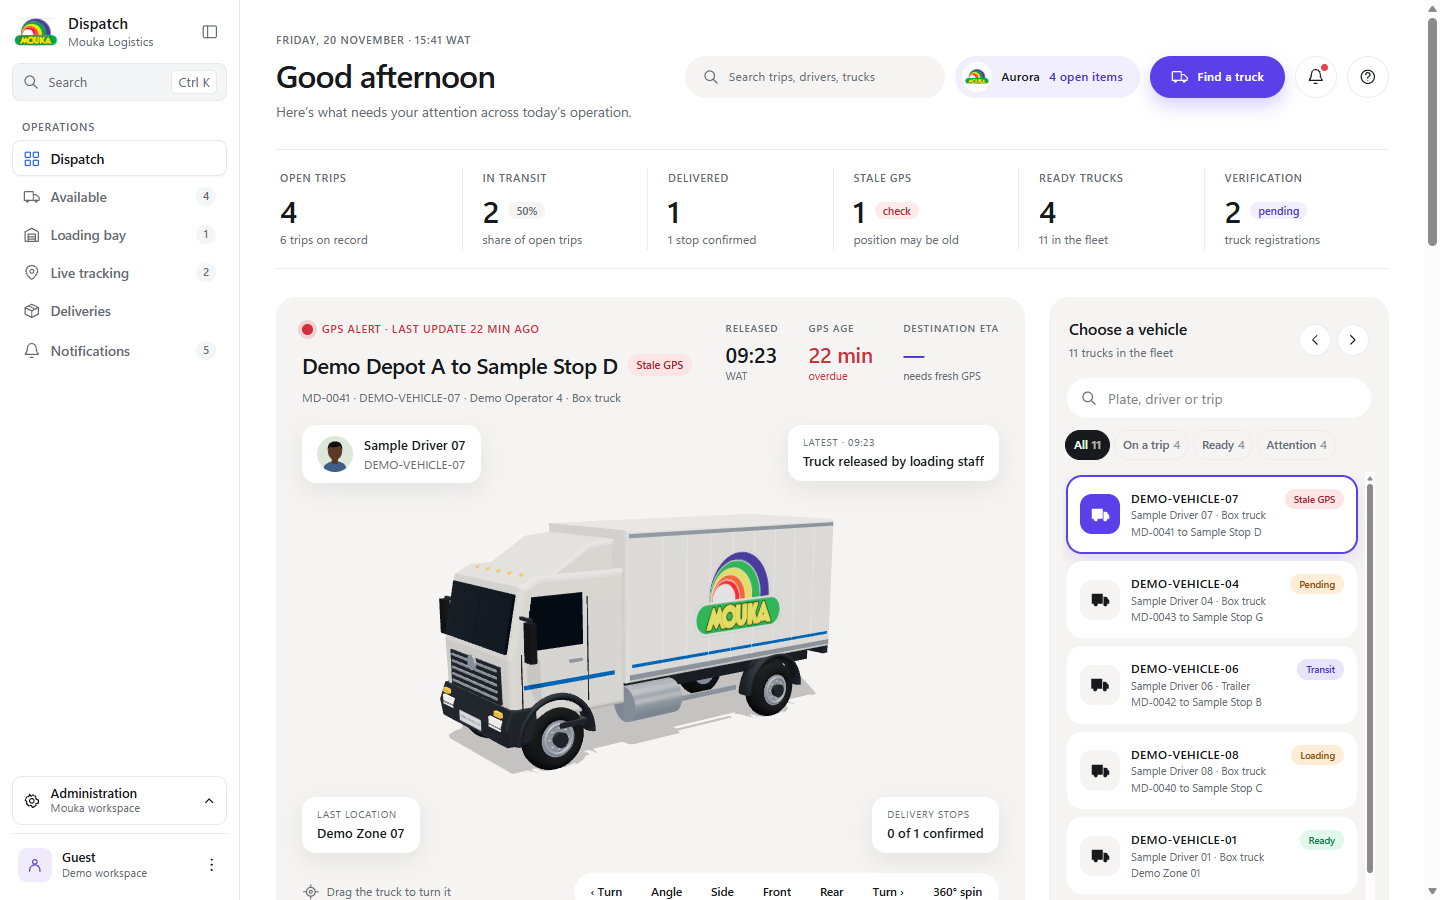 Dispatch
Mouka Logistics
Search
Ctrl K
OPERATIONS
Dispatch
Available 4
Loading bay 1
Live tracking 2
Deliveries
Notifications 5
Administration
Mouka workspace
Guest
Demo workspace
FRIDAY, 20 NOVEMBER · 15:41 WAT
Good afternoon
Here's what needs your attention across today's operation.
Search trips, drivers, trucks
Aurora 4 open items
Find a truck
OPEN TRIPS
4
6 trips on record
IN TRANSIT
2 50%
share of open trips
DELIVERED
1
1 stop confirmed
STALE GPS
1 check
position may be old
READY TRUCKS
4
11 in the fleet
VERIFICATION
2 pending
truck registrations
GPS ALERT · LAST UPDATE 22 MIN AGO
Demo Depot A to Sample Stop D Stale GPS
MD-0041 · DEMO-VEHICLE-07 · Demo Operator 4 · Box truck
RELEASED
09:23
WAT
GPS AGE
22 min
overdue
DESTINATION ETA
—
needs fresh GPS
Sample Driver 07
DEMO-VEHICLE-07
LATEST · 09:23
Truck released by loading staff
MOUKA
LAST LOCATION
Demo Zone 07
DELIVERY STOPS
0 of 1 confirmed
Drag the truck to turn it
‹ Turn Angle Side Front Rear Turn › 360° spin
Choose a vehicle
11 trucks in the fleet
Plate, driver or trip
All 11 On a trip 4 Ready 4 Attention 4
DEMO-VEHICLE-07 Stale GPS
Sample Driver 07 · Box truck
MD-0041 to Sample Stop D
DEMO-VEHICLE-04 Pending
Sample Driver 04 · Box truck
MD-0043 to Sample Stop G
DEMO-VEHICLE-06 Transit
Sample Driver 06 · Trailer
MD-0042 to Sample Stop B
DEMO-VEHICLE-08 Loading
Sample Driver 08 · Box truck
MD-0040 to Sample Stop C
DEMO-VEHICLE-01 Ready
Sample Driver 01 · Box truck
Demo Zone 01